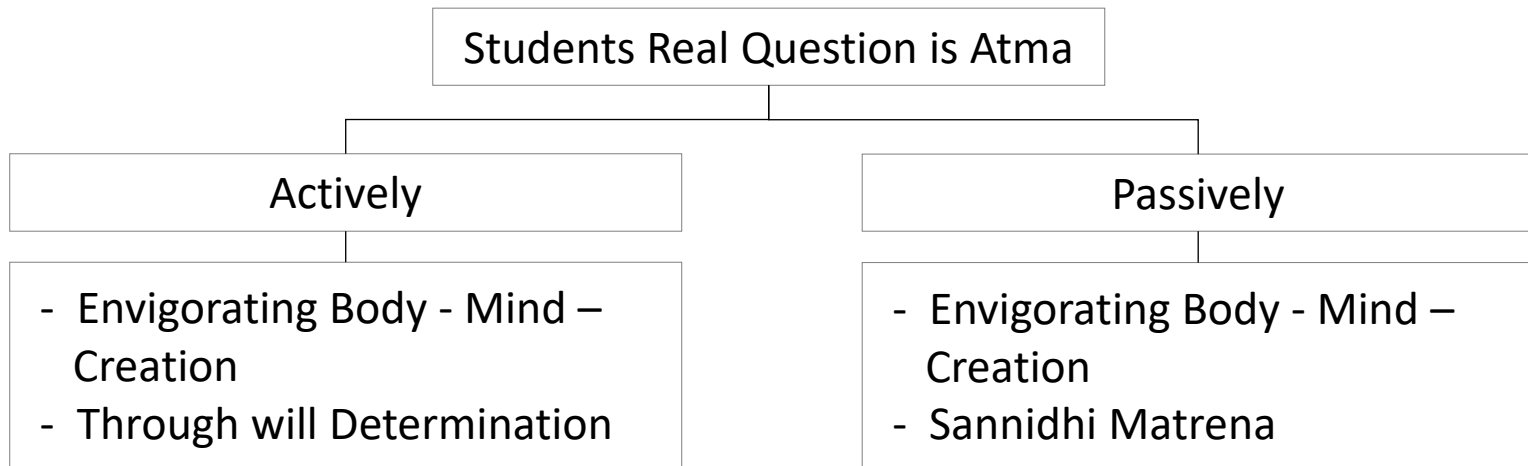 Students Real Question is Atma
Actively
Passively
- Envigorating Body - Mind –
Creation
- Through will Determination
- Envigorating Body - Mind –
Creation
- Sannidhi Matrena